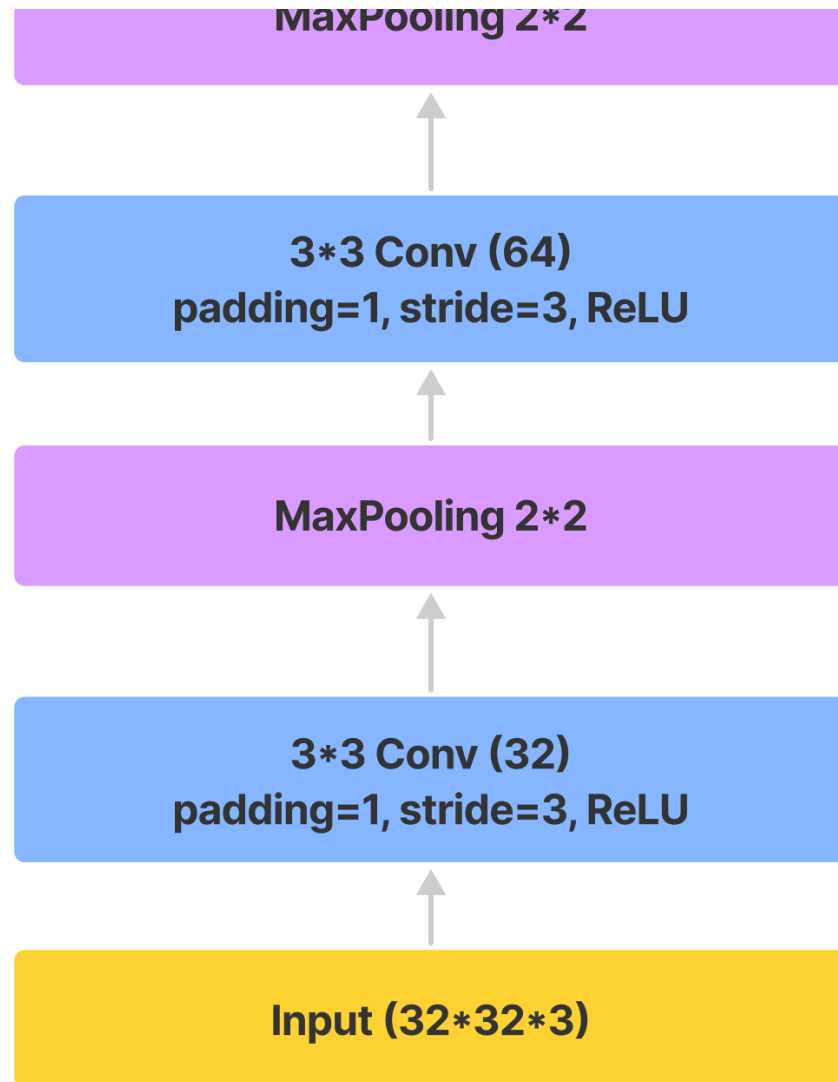 MaxPooling 2*2
3*3 Conv (64)
padding=1, stride=3, ReLU
MaxPooling 2*2
3*3 Conv (32)
padding=1, stride=3, ReLU
Input (32*32*3)